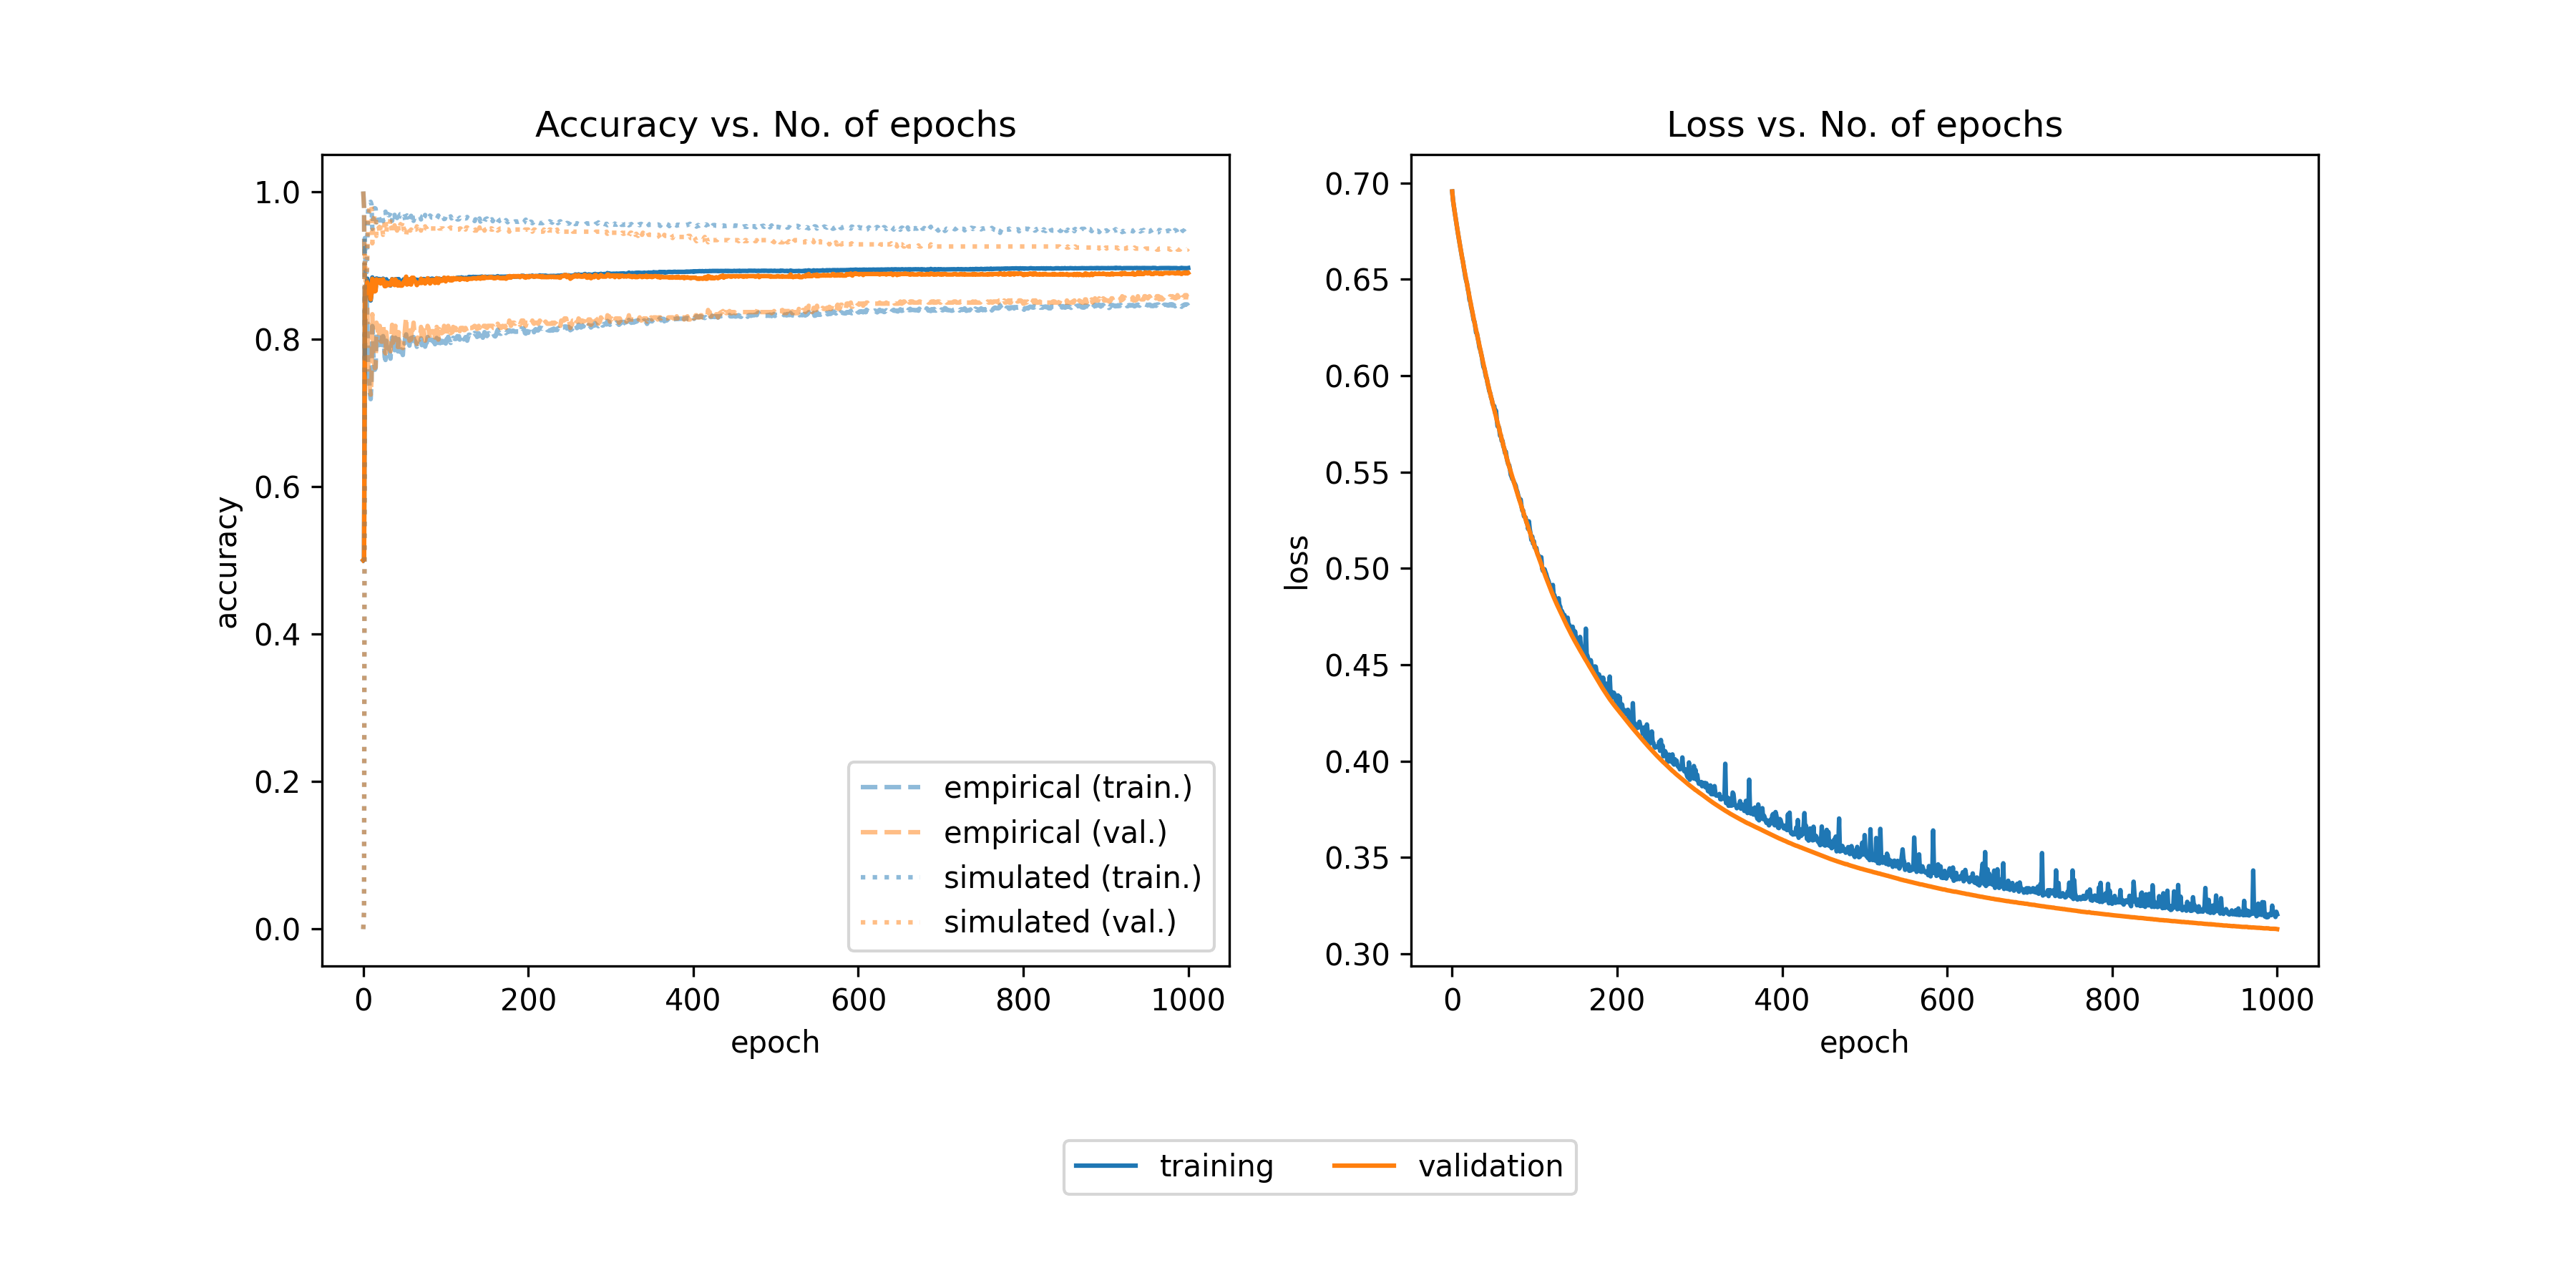 Accuracy vs. No. of epochs
1.0
0.8
0.6
0.4
0.2
0.0
accuracy
0 200 400 600 800 1000
epoch
empirical (train.)
empirical (val.)
simulated (train.)
simulated (val.)
Loss vs. No. of epochs
0.70
0.65
0.60
0.55
0.50
0.45
0.40
0.35
0.30
loss
0 200 400 600 800 1000
epoch
training validation